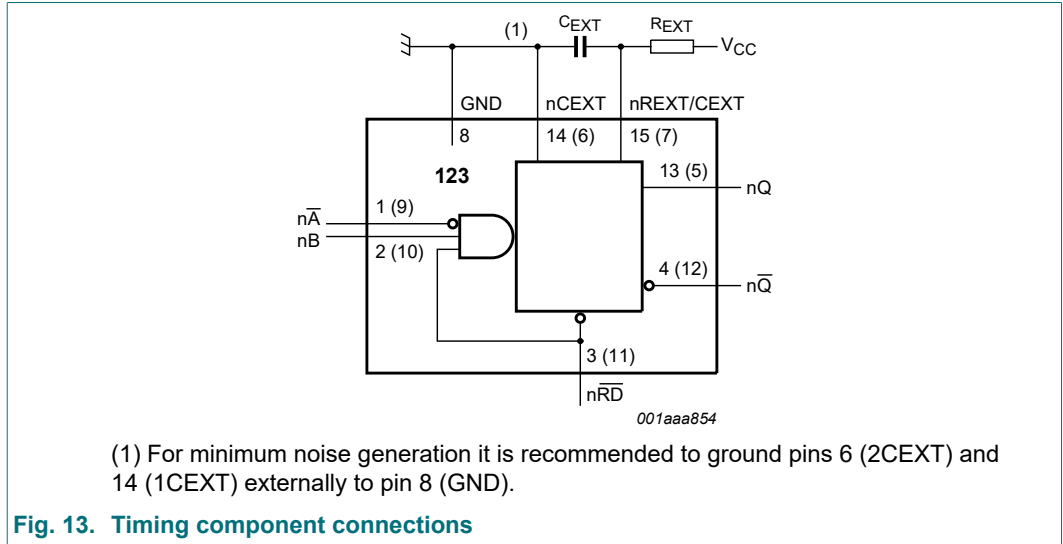 (1) CEXT REXT VCC
GND nCEXT nREXT/CEXT
8 14 (6) 15 (7)
123 13 (5) nQ
nA̅ 1 (9)
nB 2 (10)
4 (12) nQ̅
3 (11)
nR̅D̅
001aaa854
(1) For minimum noise generation it is recommended to ground pins 6 (2CEXT) and
14 (1CEXT) externally to pin 8 (GND).
Fig. 13. Timing component connections